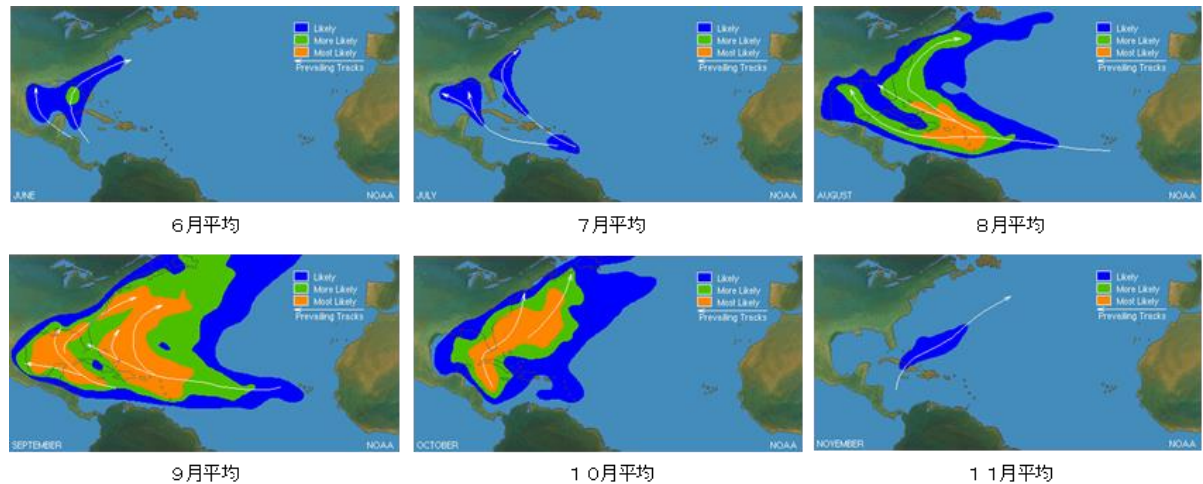 Likely
More Likely
Most Likely
Prevailing Tracks
JUNE NOAA
6月平均
Likely
More Likely
Most Likely
Prevailing Tracks
JULY NOAA
7月平均
Likely
More Likely
Most Likely
Prevailing Tracks
AUGUST NOAA
8月平均
Likely
More Likely
Most Likely
Prevailing Tracks
SEPTEMBER NOAA
9月平均
Likely
More Likely
Most Likely
Prevailing Tracks
OCTOBER NOAA
10月平均
Likely
More Likely
Most Likely
Prevailing Tracks
NOVEMBER NOAA
11月平均